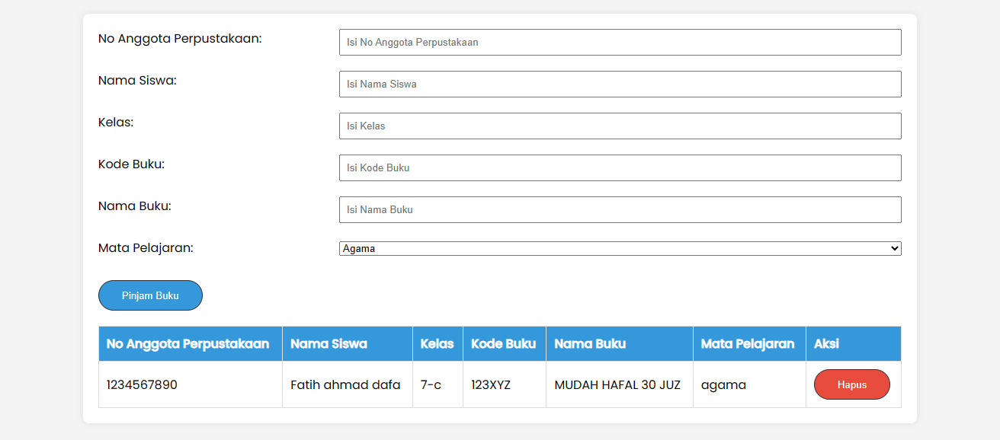 No Anggota Perpustakaan: Isi No Anggota Perpustakaan
Nama Siswa: Isi Nama Siswa
Kelas: Isi Kelas
Kode Buku: Isi Kode Buku
Nama Buku: Isi Nama Buku
Mata Pelajaran: Agama
Pinjam Buku
No Anggota Perpustakaan Nama Siswa Kelas Kode Buku Nama Buku Mata Pelajaran Aksi
1234567890 Fatih ahmad dafa 7-c 123XYZ MUDAH HAFAL 30 JUZ agama Hapus